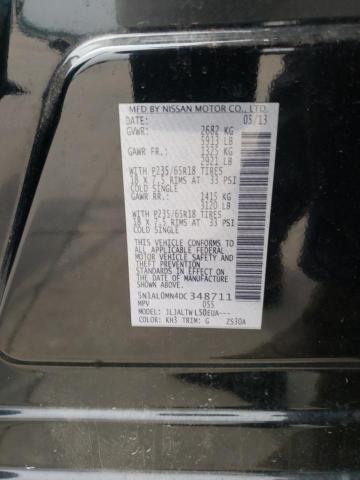 MFD BY NISSAN MOTOR CO., LTD.
DATE: 05/13
GVWR: 2682 KG
5913 LB
GAWR FR.: 1325 KG
2921 LB
WITH P235/65R18 TIRES
18 X 7.5 RIMS AT 33 PSI
COLD SINGLE
GAWR RR.: 1415 KG
3120 LB
WITH P235/65R18 TIRES
18 X 7.5 RIMS AT 33 PSI
COLD SINGLE
THIS VEHICLE CONFORMS TO ALL
APPLICABLE FEDERAL MOTOR
VEHICLE SAFETY AND THEFT
PREVENTION STANDARDS IN
EFFECT ON THE DATE OF
MANUFACTURE SHOWN ABOVE.
5N1AL0MN4DC348711
MPV 05S
MODEL: JLJALTWL50EUA---
COLOR: KH3 TRIM: G Z530A